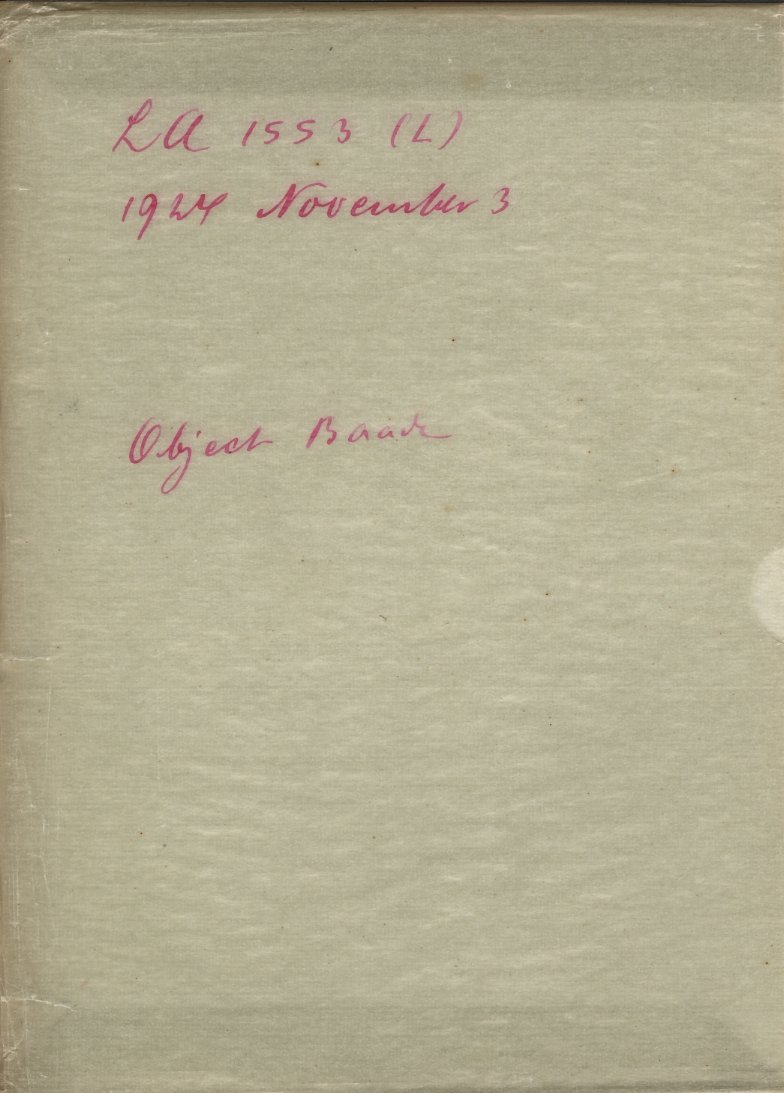 LA 1553 (L)
1924 November 3
Object Baade